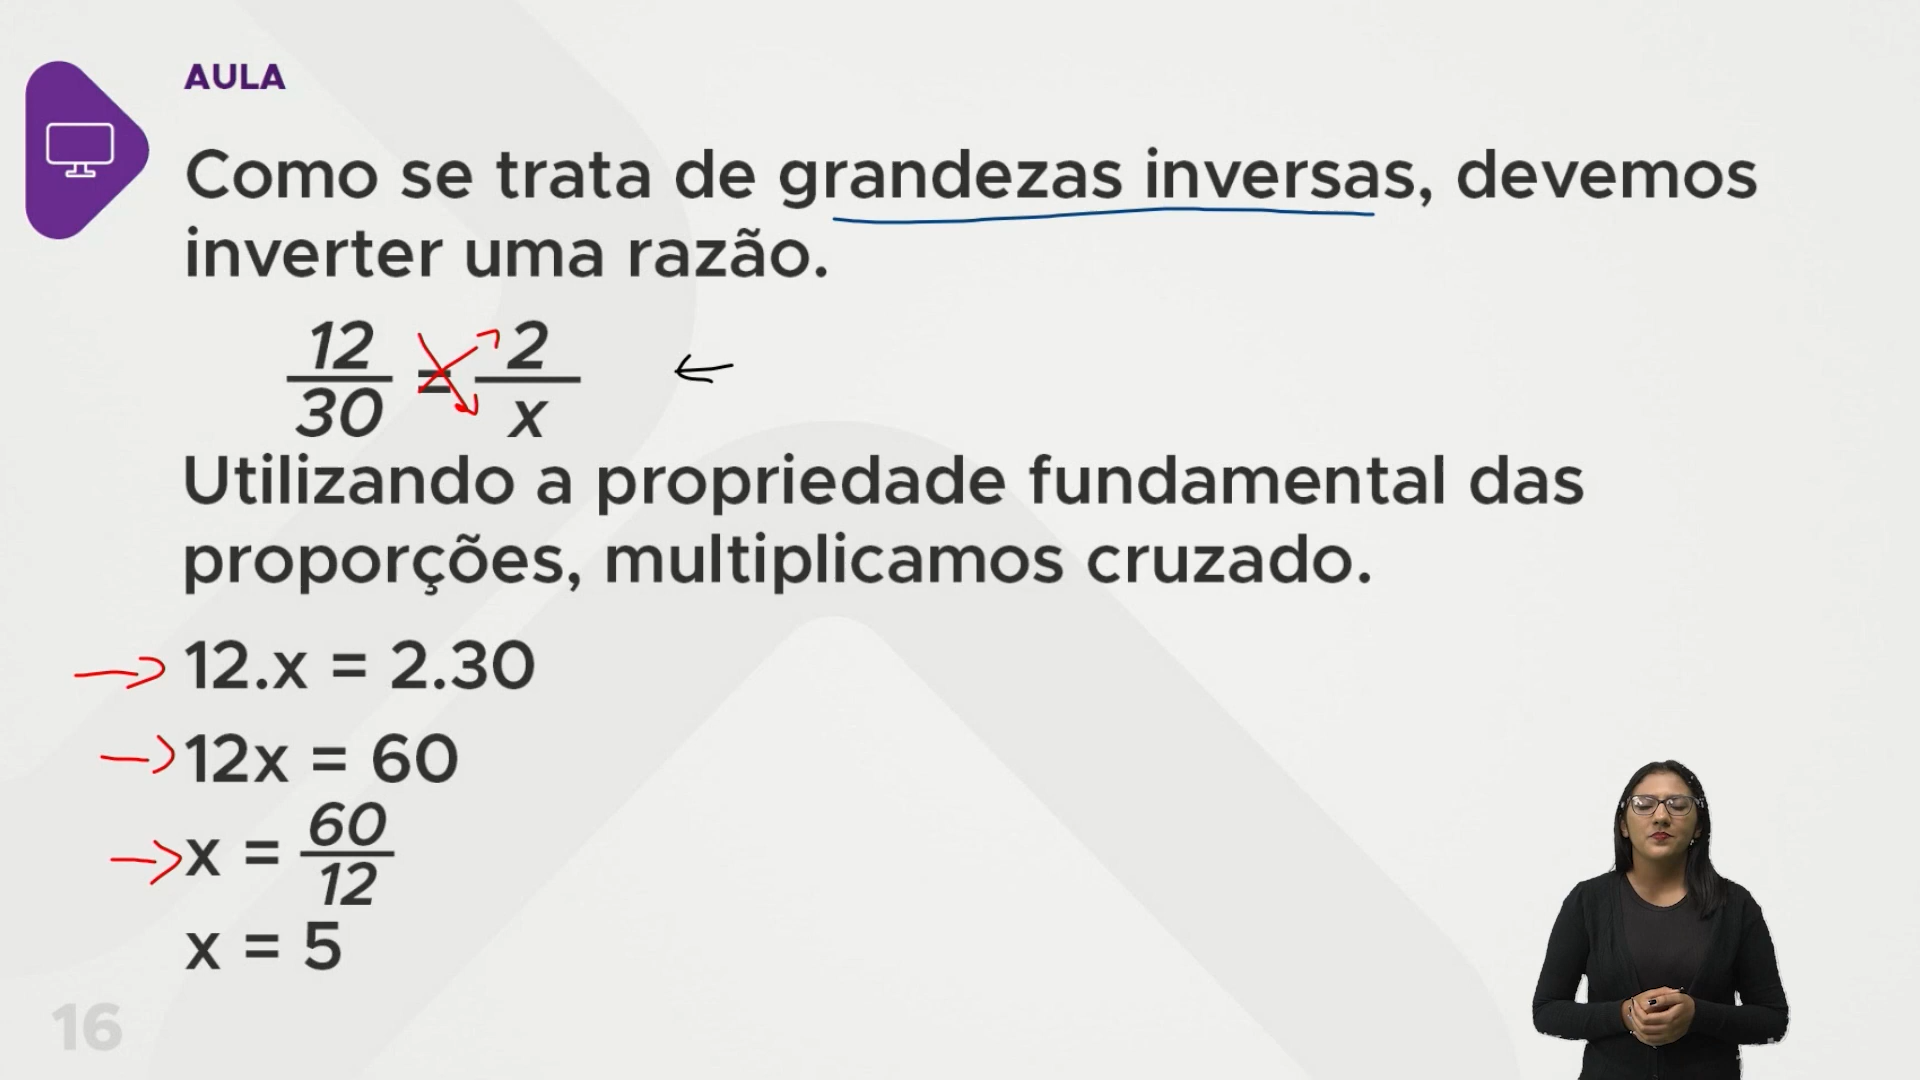 AULA
Como se trata de grandezas inversas, devemos
inverter uma razão.
12/30 = 2/x
Utilizando a propriedade fundamental das
proporções, multiplicamos cruzado.
12.x = 2.30
12x = 60
x = 60/12
x = 5
16